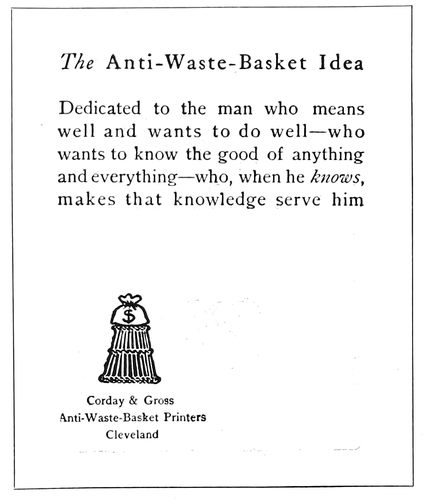 The Anti-Waste-Basket Idea
Dedicated to the man who means
well and wants to do well—who
wants to know the good of anything
and everything—who, when he knows,
makes that knowledge serve him
$
Corday & Gross
Anti-Waste-Basket Printers
Cleveland